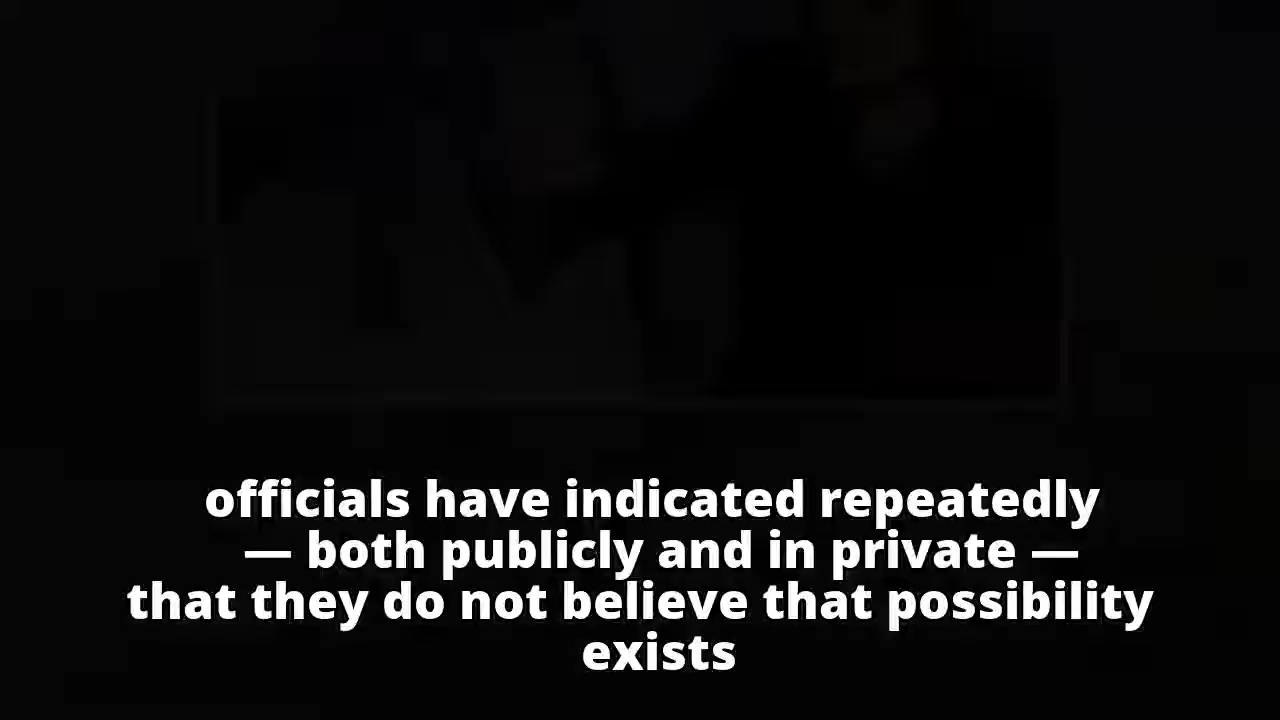 officials have indicated repeatedly
— both publicly and in private —
that they do not believe that possibility
exists